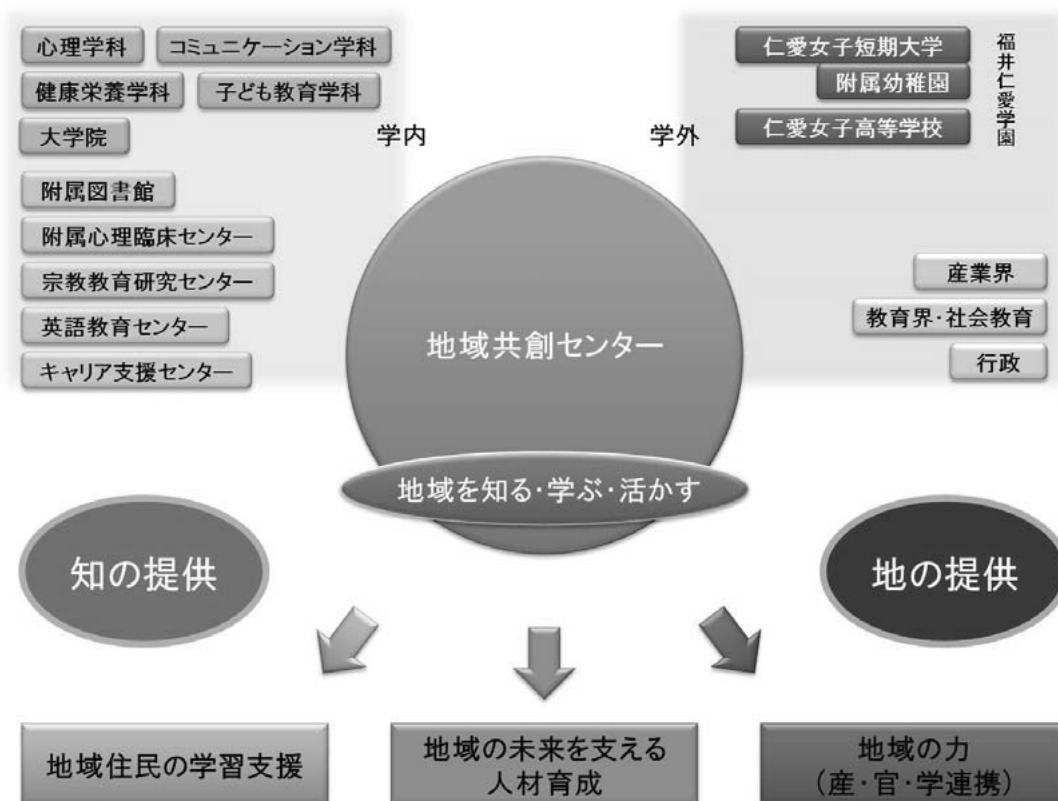 心理学科
コミュニケーション学科
健康栄養学科
子ども教育学科
大学院
附属図書館
附属心理臨床センター
宗教教育研究センター
英語教育センター
キャリア支援センター
学内
学外
仁愛女子短期大学
附属幼稚園
仁愛女子高等学校
福井仁愛学園
産業界
教育界・社会教育
行政
地域共創センター
地域を知る・学ぶ・活かす
知の提供
地の提供
地域住民の学習支援
地域の未来を支える
人材育成
地域の力
（産・官・学連携）